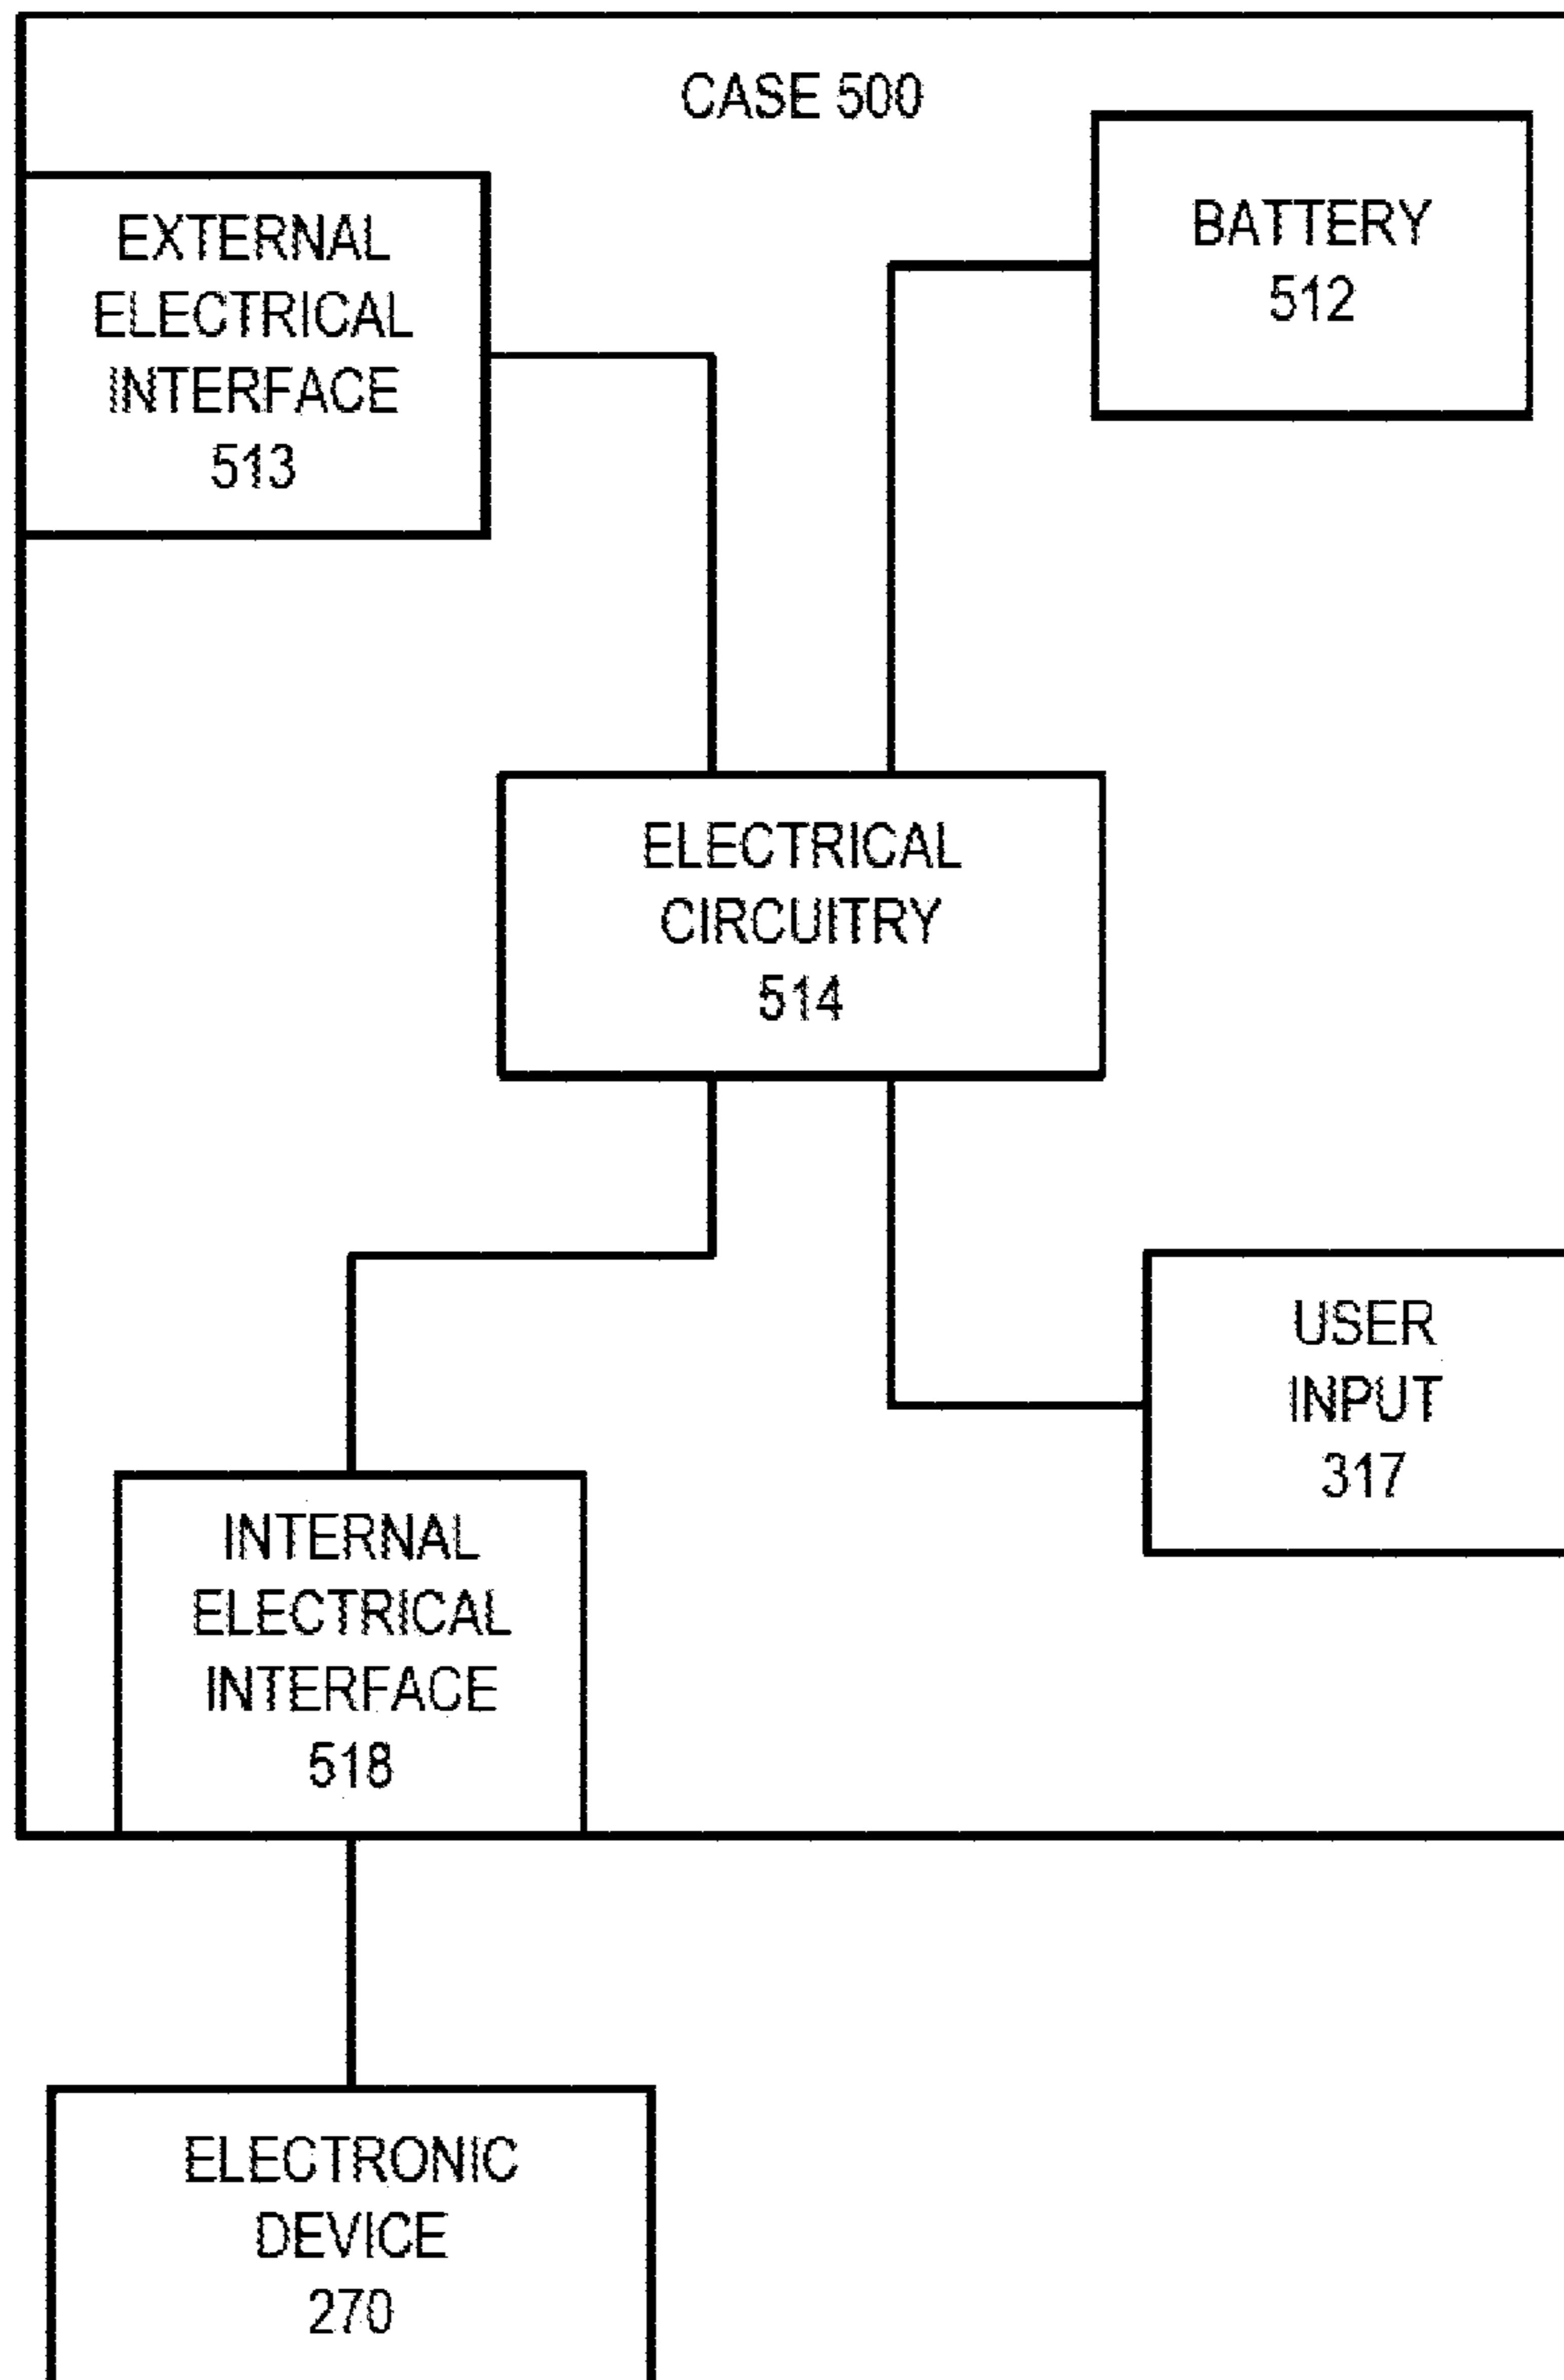 CASE 500
EXTERNAL
ELECTRICAL
INTERFACE
513
BATTERY
512
ELECTRICAL
CIRCUITRY
514
USER
INPUT
317
INTERNAL
ELECTRICAL
INTERFACE
518
ELECTRONIC
DEVICE
270